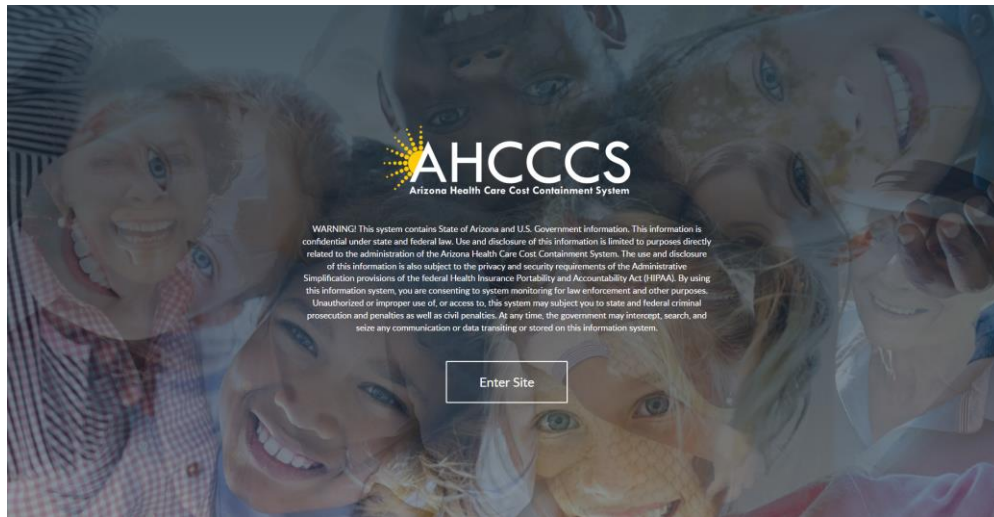 AHCCCS
Arizona Health Care Cost Containment System
WARNING! This system contains State of Arizona and U.S. Government information. This information is
confidential under state and federal law. Use and disclosure of this information is limited to purposes directly
related to the administration of the Arizona Health Care Cost Containment System. The use and disclosure
of this information is also subject to the privacy and security requirements of the Administrative
Simplification provisions of the federal Health Insurance Portability and Accountability Act (HIPAA). By using
this information system, you are consenting to system monitoring for law enforcement and other purposes.
Unauthorized or improper use of, or access to, this system may subject you to state and federal criminal
prosecution and penalties as well as civil penalties. At any time, the government may intercept, search, and
seize any communication or data transiting or stored on this information system.
Enter Site